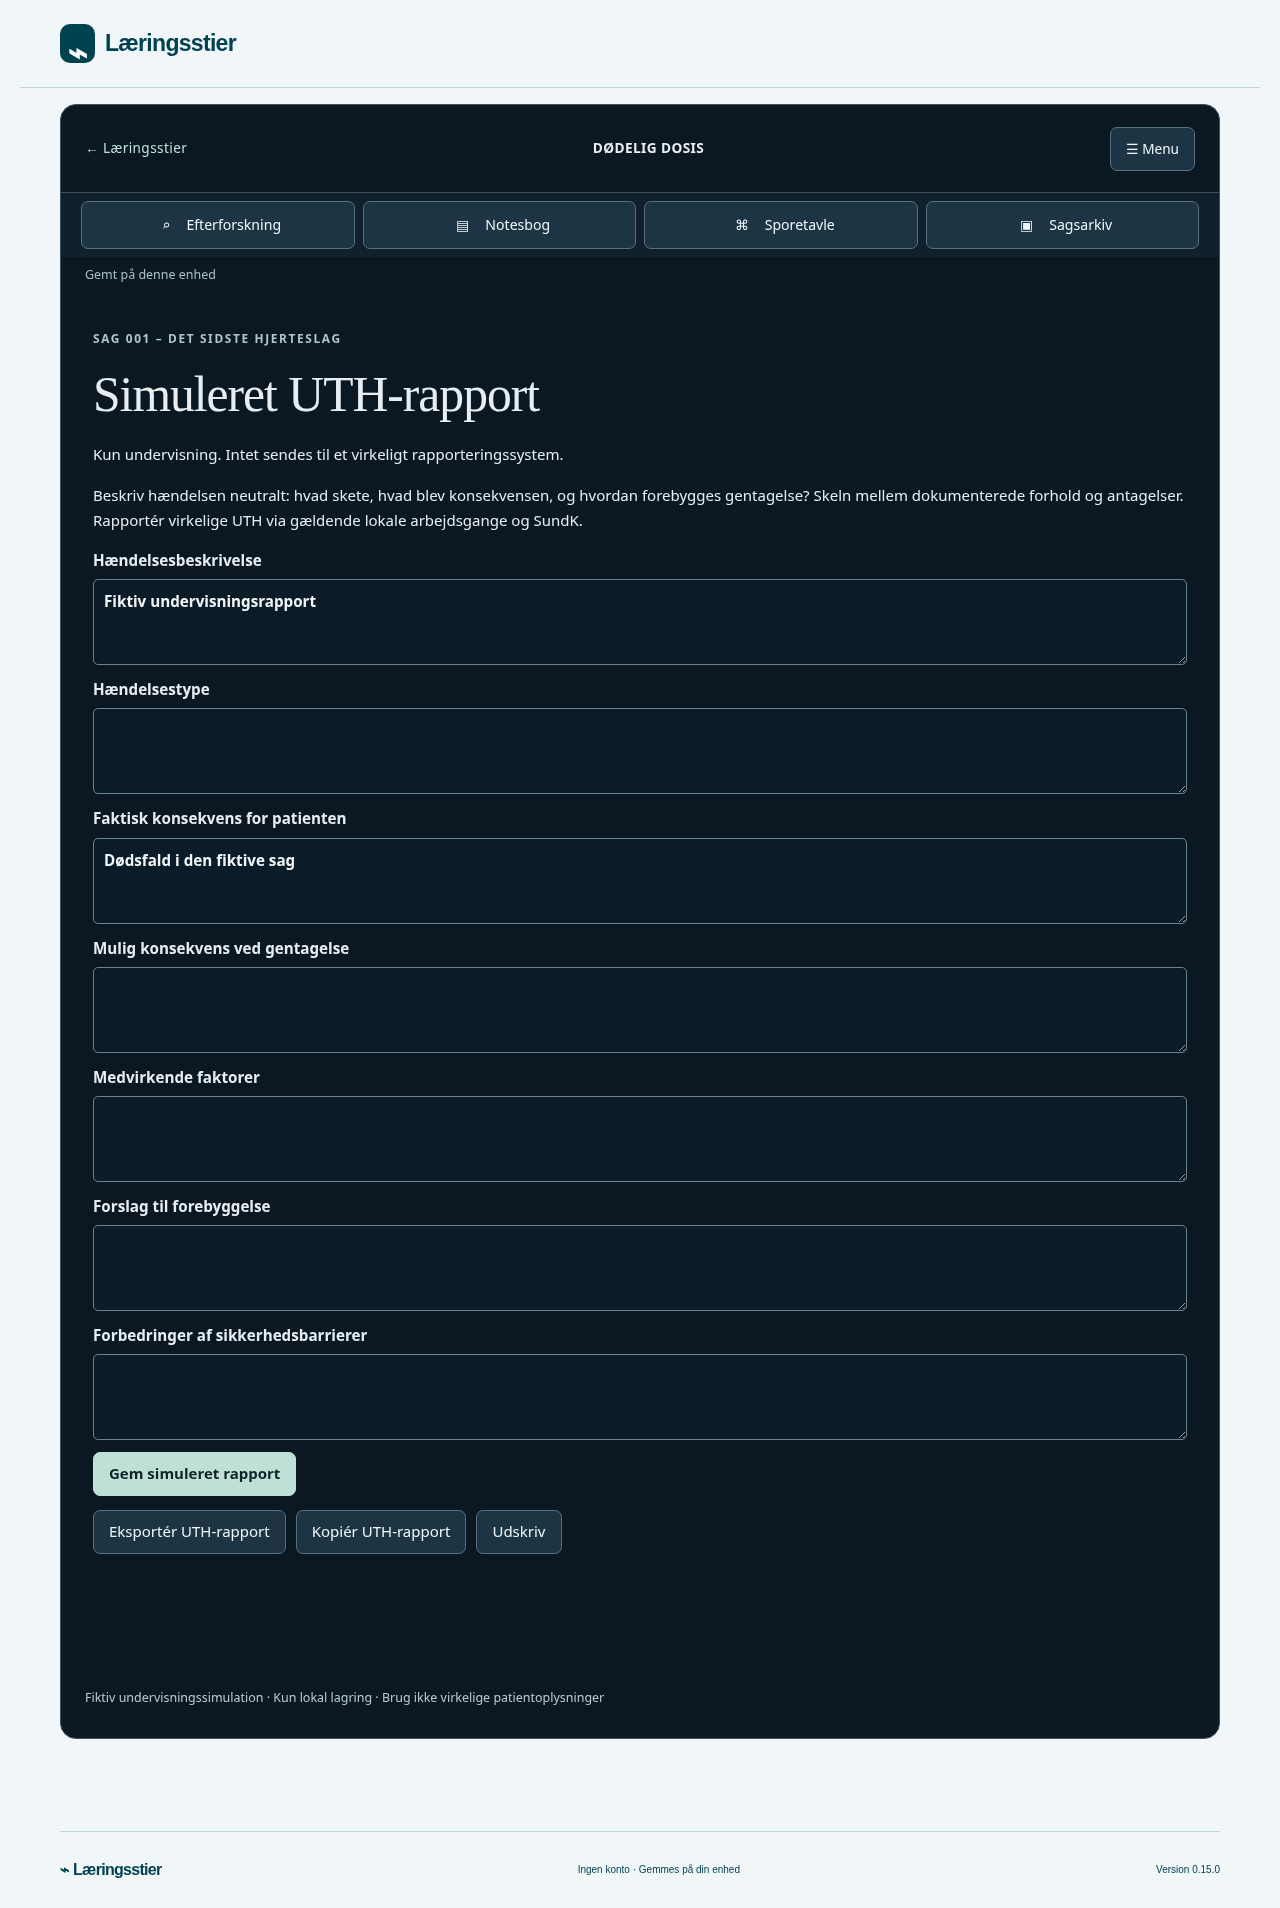 Læringsstier
← Læringsstier
DØDELIG DOSIS
☰ Menu
⌕ Efterforskning
▤ Notesbog
⌘ Sporetavle
▣ Sagsarkiv
Gemt på denne enhed
SAG 001 – DET SIDSTE HJERTESLAG
Simuleret UTH-rapport
Kun undervisning. Intet sendes til et virkeligt rapporteringssystem.
Beskriv hændelsen neutralt: hvad skete, hvad blev konsekvensen, og hvordan forebygges gentagelse? Skeln mellem dokumenterede forhold og antagelser.
Rapportér virkelige UTH via gældende lokale arbejdsgange og SundK.
Hændelsesbeskrivelse
Fiktiv undervisningsrapport
Hændelsestype
Faktisk konsekvens for patienten
Dødsfald i den fiktive sag
Mulig konsekvens ved gentagelse
Medvirkende faktorer
Forslag til forebyggelse
Forbedringer af sikkerhedsbarrierer
Gem simuleret rapport
Eksportér UTH-rapport
Kopiér UTH-rapport
Udskriv
Fiktiv undervisningssimulation · Kun lokal lagring · Brug ikke virkelige patientoplysninger
⌁ Læringsstier
Ingen konto · Gemmes på din enhed
Version 0.15.0